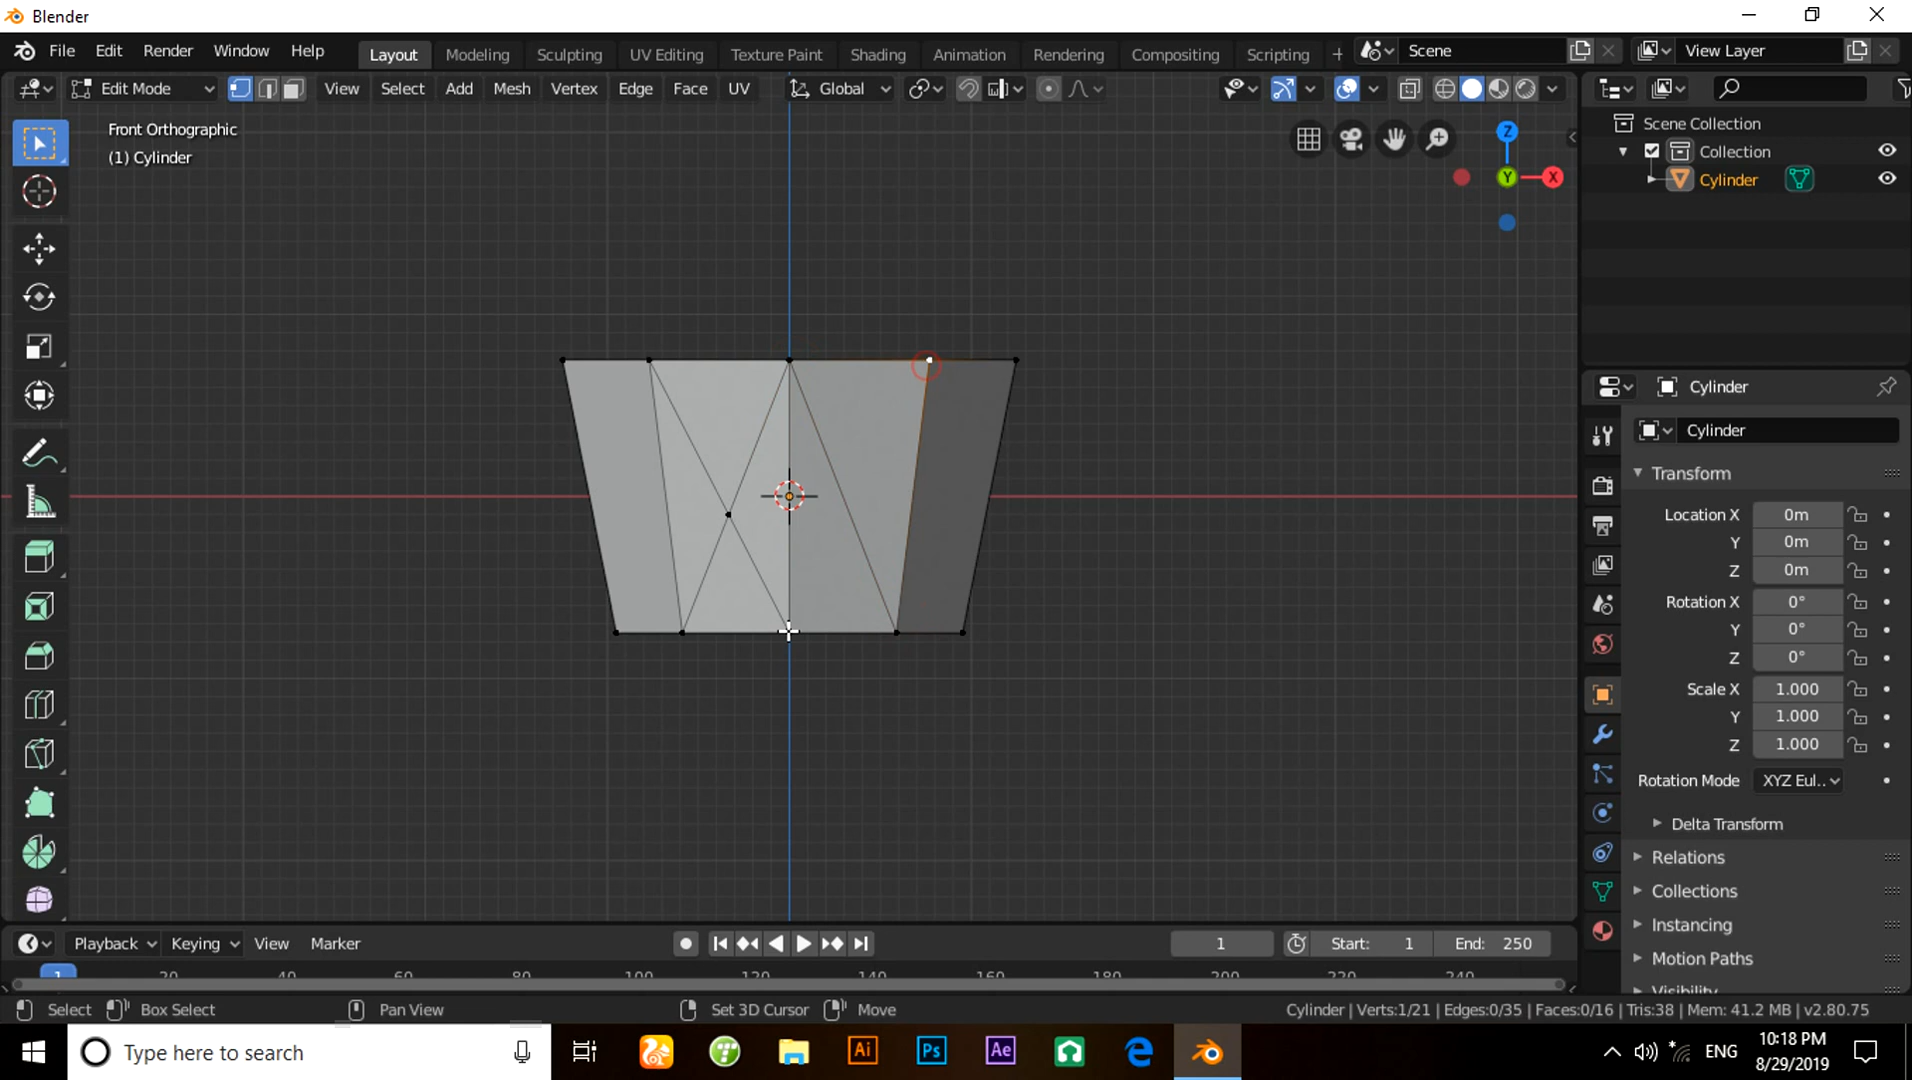 Blender
File Edit Render Window Help Layout Modeling Sculpting UV Editing Texture Paint Shading Animation Rendering Compositing Scripting + Scene View Layer
Edit Mode View Select Add Mesh Vertex Edge Face UV Global
Front Orthographic
(1) Cylinder
Z
Y
X
Scene Collection
Collection
Cylinder
Cylinder
Cylinder
Transform
Location X 0m
Y 0m
Z 0m
Rotation X 0°
Y 0°
Z 0°
Scale X 1.000
Y 1.000
Z 1.000
Rotation Mode XYZ Eul..
Delta Transform
Relations
Collections
Instancing
Motion Paths
Visibility
Playback Keying View Marker 1 Start: 1 End: 250
1 20 40 60 80 100 120 140 160 180 200 220 240
Select Box Select Pan View Set 3D Cursor Move Cylinder | Verts:1/21 | Edges:0/35 | Faces:0/16 | Tris:38 | Mem: 41.2 MB | v2.80.75
Type here to search Ai Ps Ae ENG 10:18 PM
8/29/2019